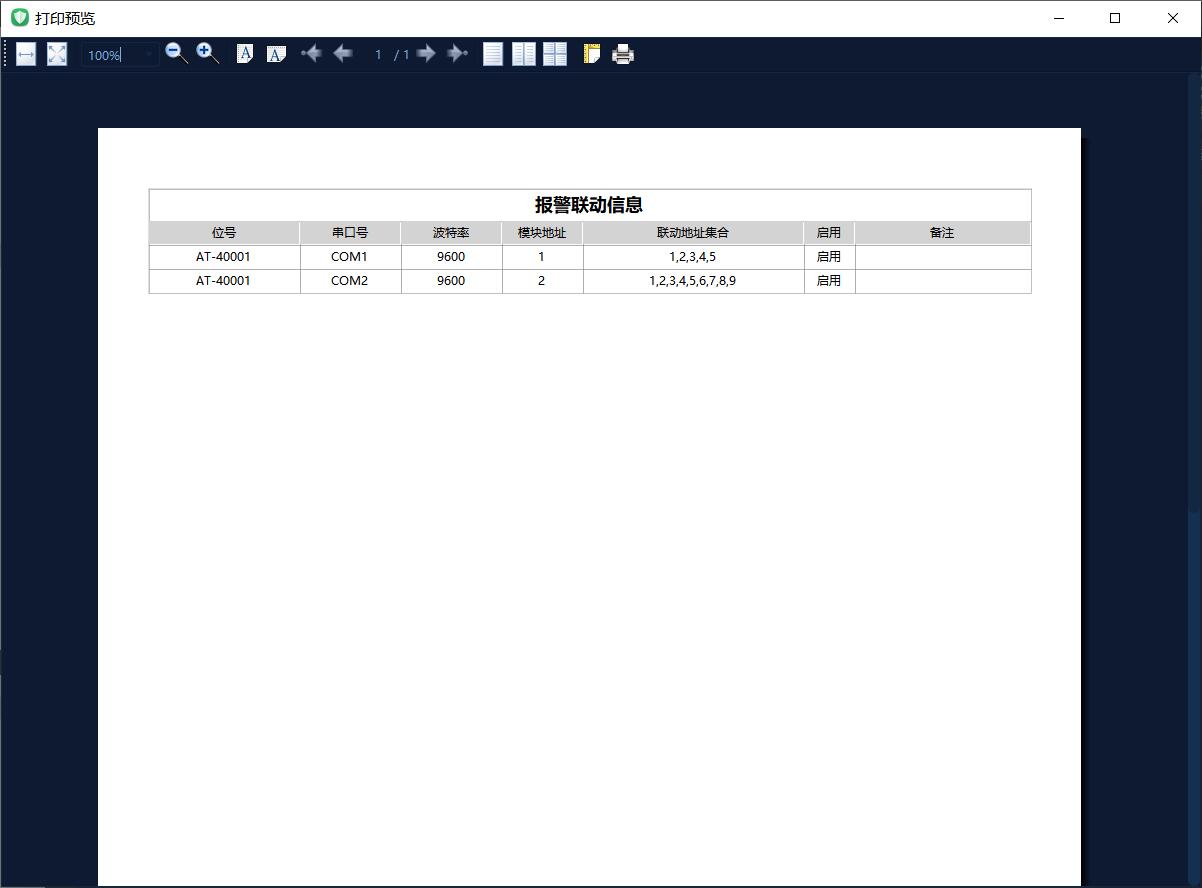 打印预览
100% 1 / 1
报警联动信息
位号 串口号 波特率 模块地址 联动地址集合 启用 备注
AT-40001 COM1 9600 1 1,2,3,4,5 启用
AT-40001 COM2 9600 2 1,2,3,4,5,6,7,8,9 启用